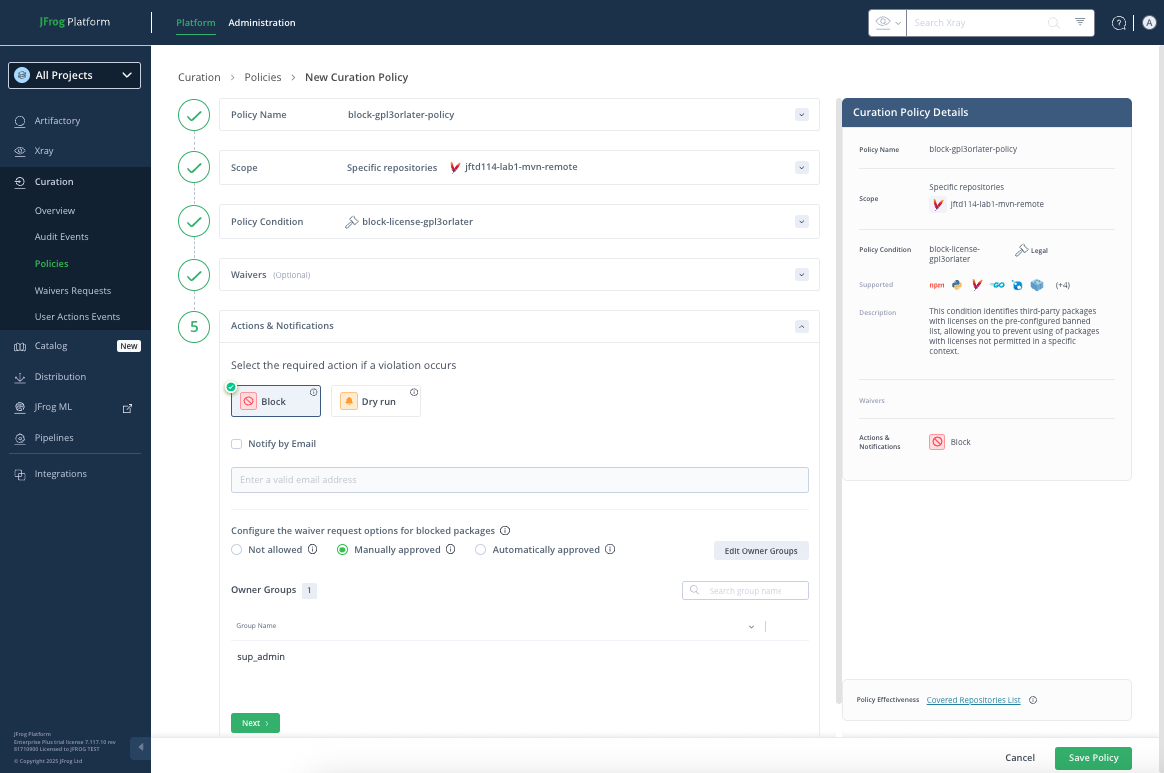 JFrog Platform
Platform
Administration
Search Xray
A
All Projects
Artifactory
Xray
Curation
Overview
Audit Events
Policies
Waivers Requests
User Actions Events
Catalog
New
Distribution
JFrog ML
Pipelines
Integrations
JFrog Platform
Enterprise Plus trial license 7.117.10 rev
81710900 Licensed to JFROG TEST
© Copyright 2025 JFrog Ltd
Curation > Policies > New Curation Policy
Policy Name
block-gpl3orlater-policy
Scope
Specific repositories
jftd114-lab1-mvn-remote
Policy Condition
block-license-gpl3orlater
Waivers (Optional)
5
Actions & Notifications
Select the required action if a violation occurs
Block
Dry run
Notify by Email
Enter a valid email address
Configure the waiver request options for blocked packages
Not allowed
Manually approved
Automatically approved
Edit Owner Groups
Owner Groups 1
Search group name
Group Name
sup_admin
Next ›
Curation Policy Details
Policy Name
block-gpl3orlater-policy
Scope
Specific repositories
jftd114-lab1-mvn-remote
Policy Condition
block-license-
gpl3orlater
Legal
Supported
npm
GO
(+4)
Description
This condition identifies third-party packages
with licenses on the pre-configured banned
list, allowing you to prevent using of packages
with licenses not permitted in a specific
context.
Waivers
Actions &
Notifications
Block
Policy Effectiveness
Covered Repositories List
Cancel
Save Policy